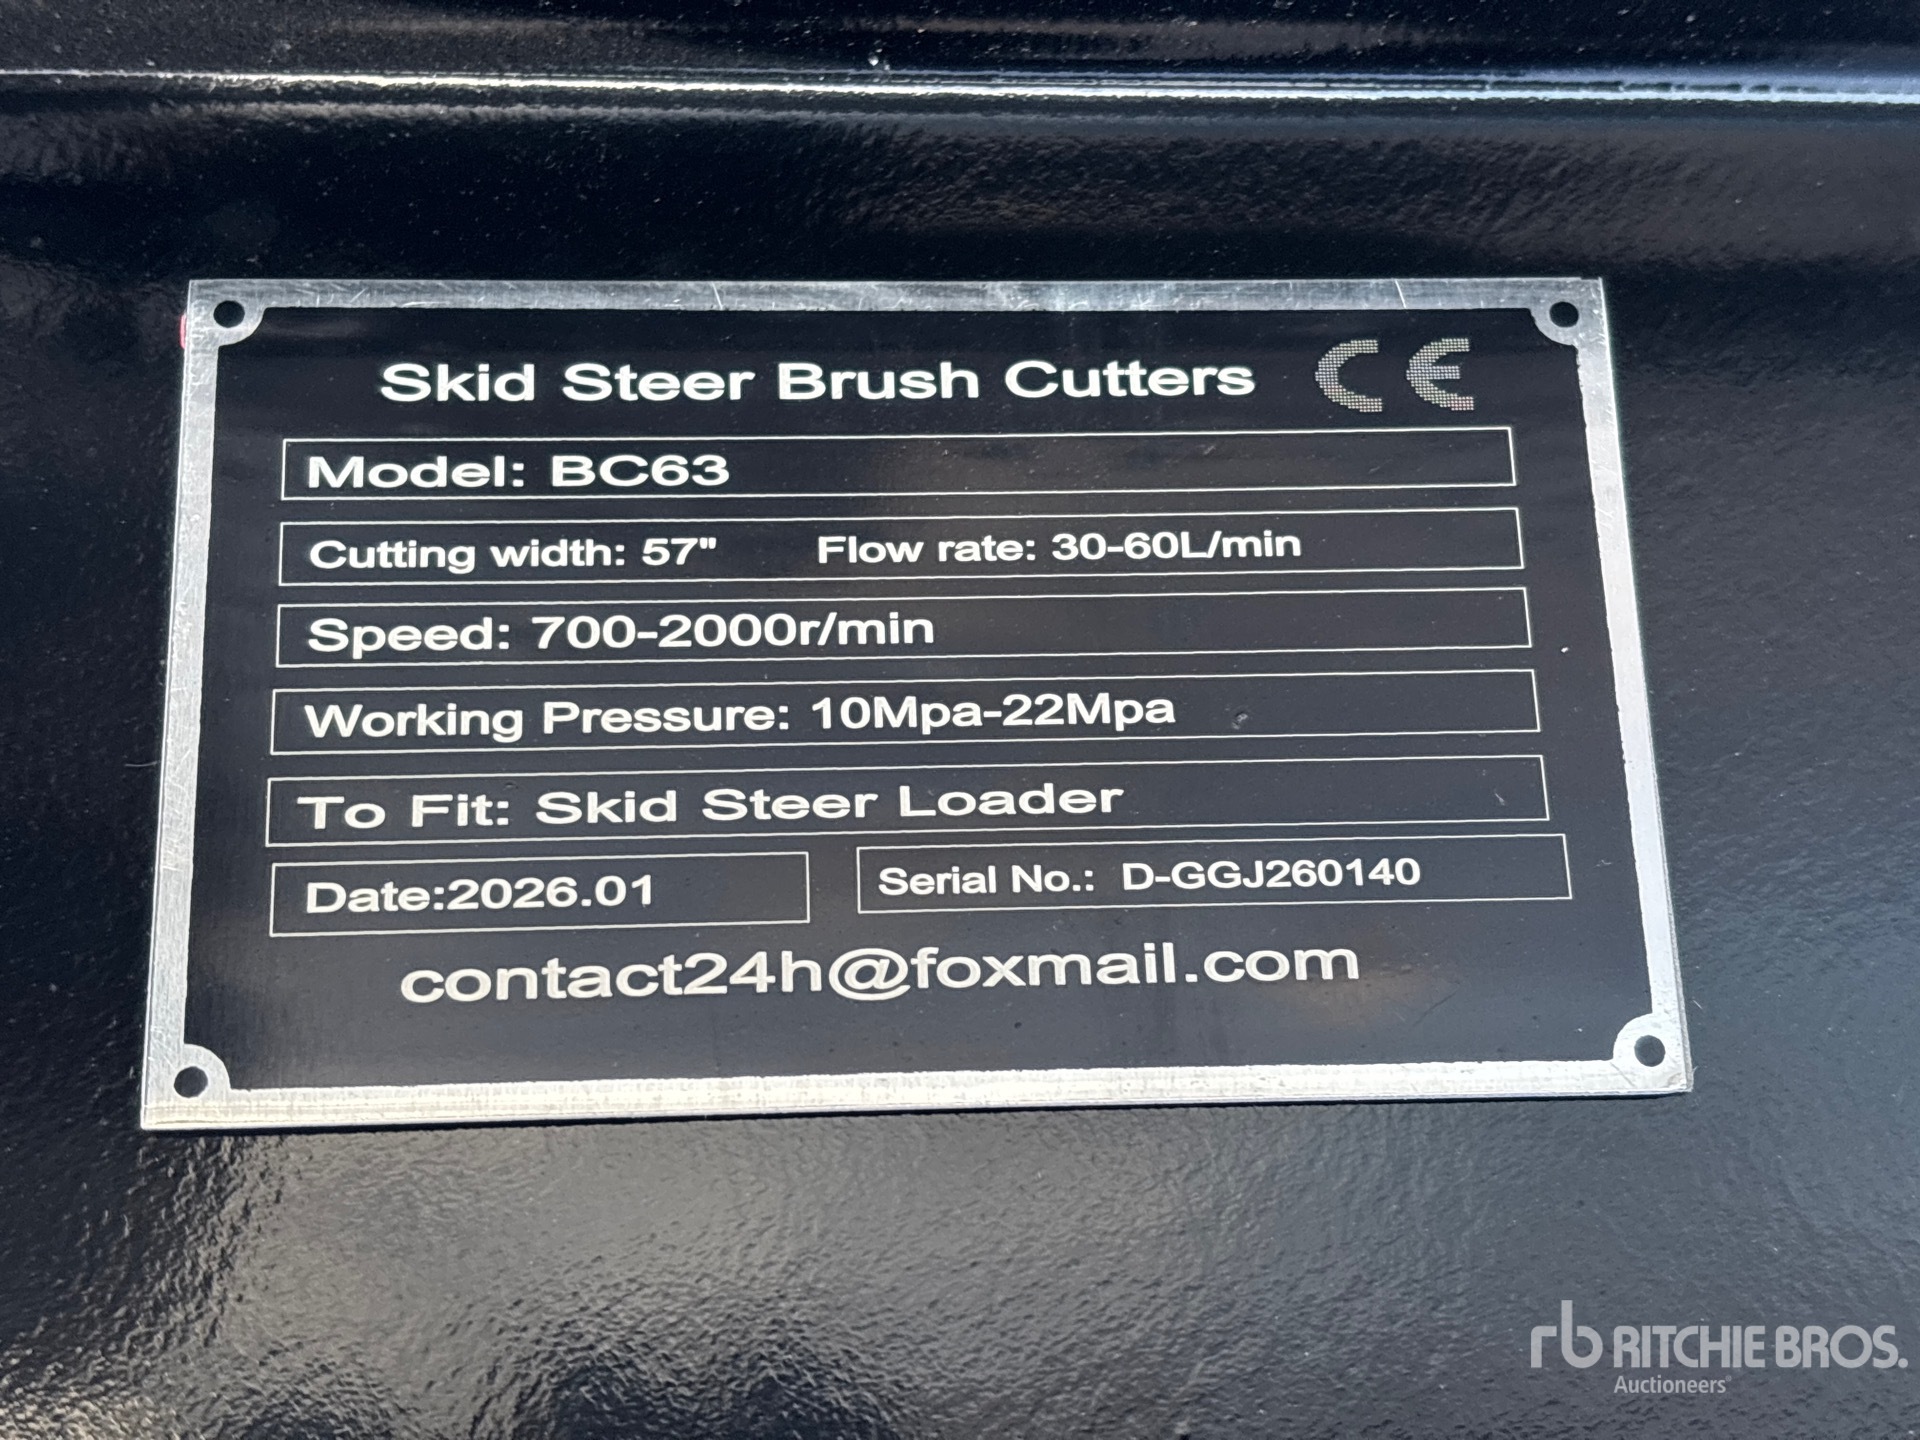 Skid Steer Brush Cutters CE
Model: BC63
Cutting width: 57" Flow rate: 30-60L/min
Speed: 700-2000r/min
Working Pressure: 10Mpa-22Mpa
To Fit: Skid Steer Loader
Date:2026.01 Serial No.: D-GGJ260140
contact24h@foxmail.com
rb RITCHIE BROS.
Auctioneers